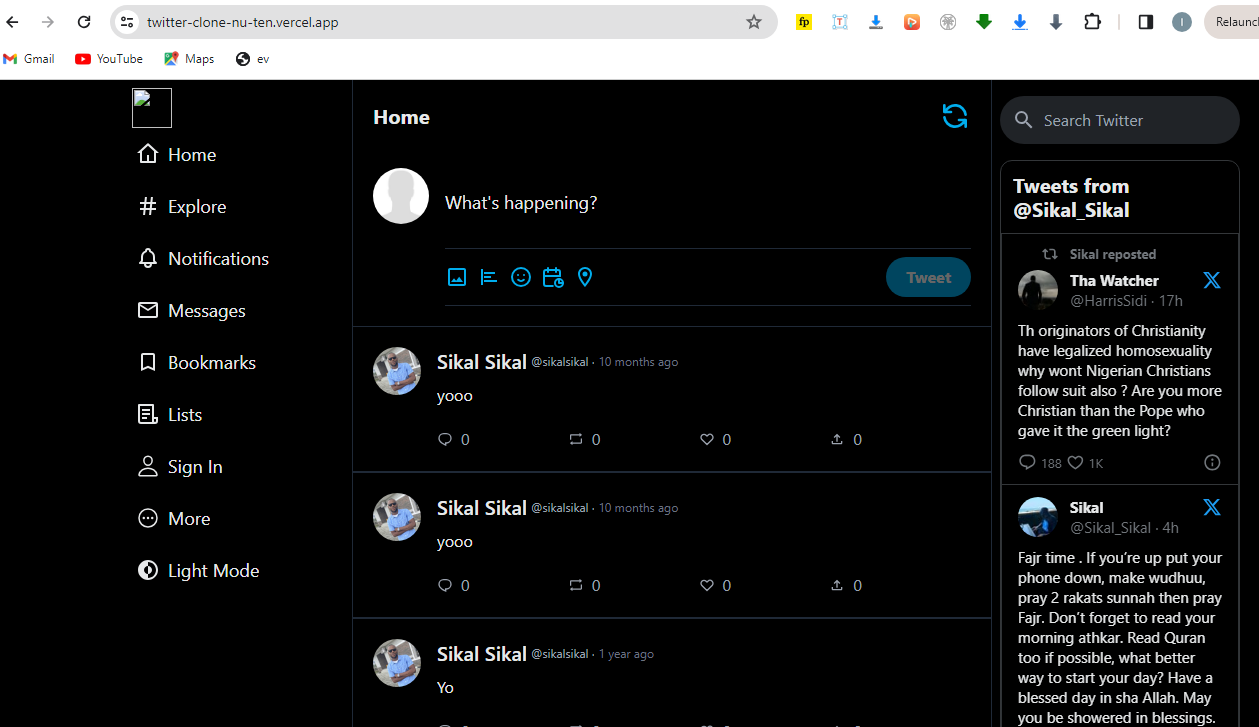 twitter-clone-nu-ten.vercel.app
fp
T
I
Relaunc
Gmail
YouTube
Maps
ev
Home
Explore
Notifications
Messages
Bookmarks
Lists
Sign In
More
Light Mode
Home
What's happening?
Tweet
Sikal Sikal @sikalsikal · 10 months ago
yooo
0 0 0 0
Sikal Sikal @sikalsikal · 10 months ago
yooo
0 0 0 0
Sikal Sikal @sikalsikal · 1 year ago
Yo
Search Twitter
Tweets from
@Sikal_Sikal
Sikal reposted
Tha Watcher
@HarrisSidi · 17h
Th originators of Christianity
have legalized homosexuality
why wont Nigerian Christians
follow suit also ? Are you more
Christian than the Pope who
gave it the green light?
188 1K
Sikal
@Sikal_Sikal · 4h
Fajr time . If you’re up put your
phone down, make wudhuu,
pray 2 rakats sunnah then pray
Fajr. Don’t forget to read your
morning athkar. Read Quran
too if possible, what better
way to start your day? Have a
blessed day in sha Allah. May
you be showered in blessings.